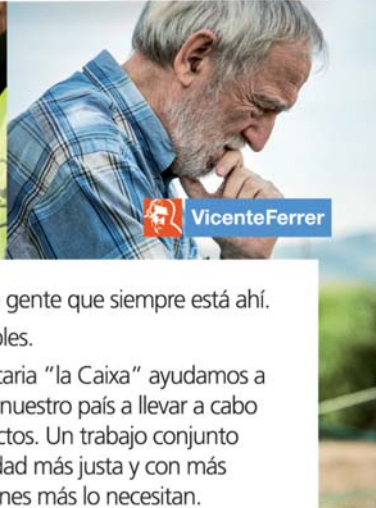 VicenteFerrer
gente que siempre está ahí.
taria "la Caixa" ayudamos a
nuestro país a llevar a cabo
ctos. Un trabajo conjunto
dad más justa y con más
nes más lo necesitan.